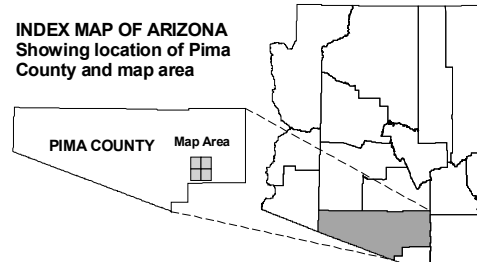 INDEX MAP OF ARIZONA
Showing location of Pima
County and map area
PIMA COUNTY
Map Area